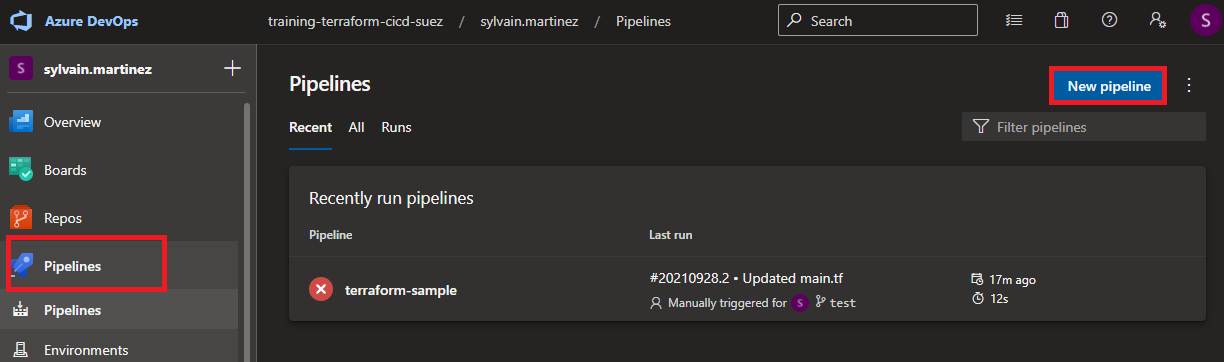 Azure DevOps training-terraform-cicd-suez / sylvain.martinez / Pipelines Search S
S sylvain.martinez
Overview
Boards
Repos
Pipelines
Pipelines
Environments
Pipelines
New pipeline
Recent All Runs
Filter pipelines
Recently run pipelines
Pipeline Last run
terraform-sample
#20210928.2 • Updated main.tf
Manually triggered for S test
17m ago
12s